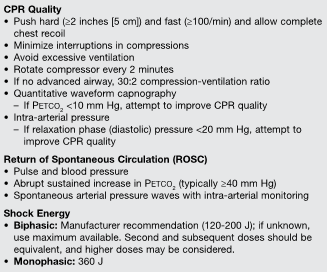 CPR Quality
• Push hard (≥2 inches [5 cm]) and fast (≥100/min) and allow complete
chest recoil
• Minimize interruptions in compressions
• Avoid excessive ventilation
• Rotate compressor every 2 minutes
• If no advanced airway, 30:2 compression-ventilation ratio
• Quantitative waveform capnography
– If PETCO₂ <10 mm Hg, attempt to improve CPR quality
• Intra-arterial pressure
– If relaxation phase (diastolic) pressure <20 mm Hg, attempt to
improve CPR quality
Return of Spontaneous Circulation (ROSC)
• Pulse and blood pressure
• Abrupt sustained increase in PETCO₂ (typically ≥40 mm Hg)
• Spontaneous arterial pressure waves with intra-arterial monitoring
Shock Energy
• Biphasic: Manufacturer recommendation (120-200 J); if unknown,
use maximum available. Second and subsequent doses should be
equivalent, and higher doses may be considered.
• Monophasic: 360 J